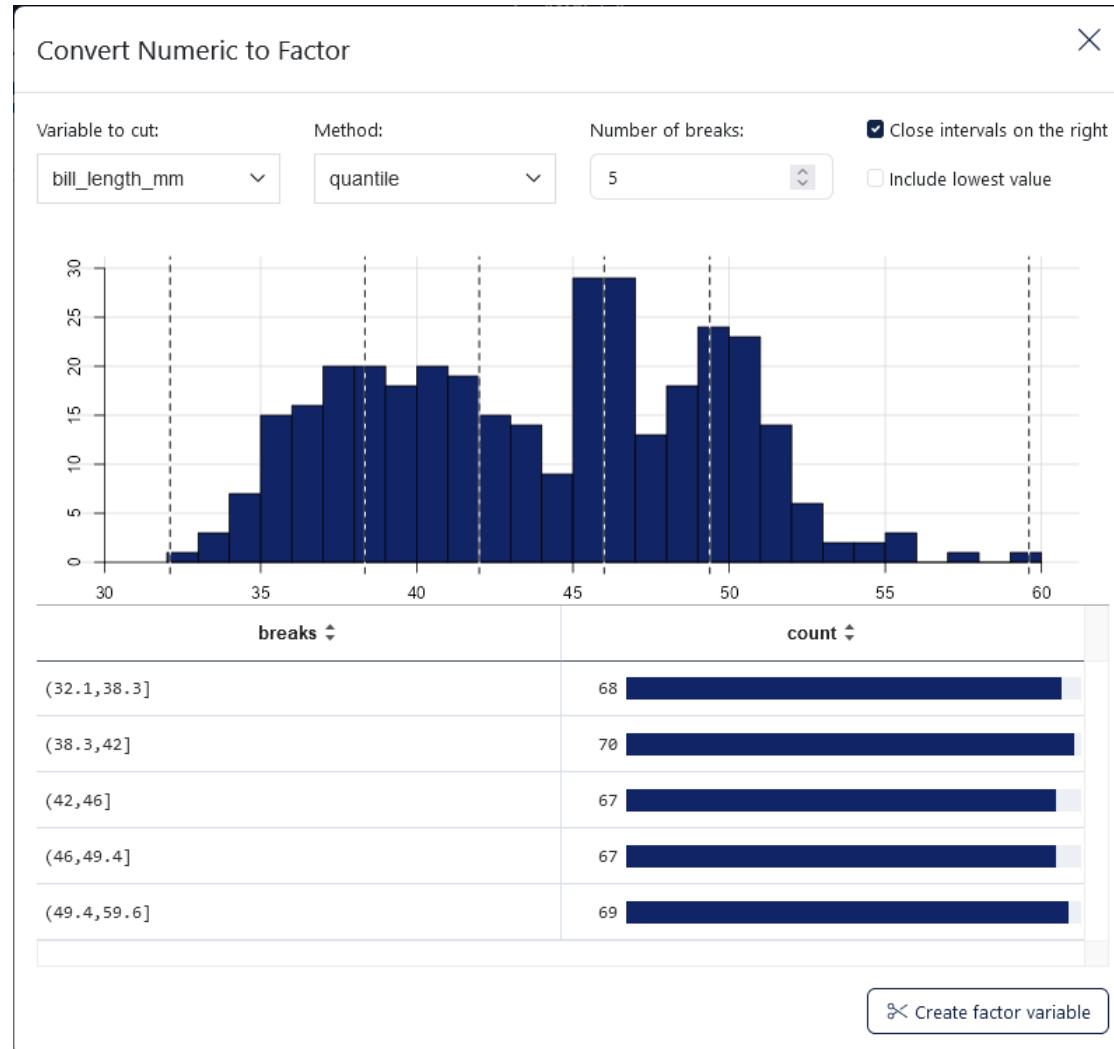 Convert Numeric to Factor
Variable to cut:
Method:
Number of breaks:
Close intervals on the right
bill_length_mm
quantile
5
Include lowest value
30
25
20
15
10
5
0
30 35 40 45 50 55 60
breaks count
(32.1,38.3] 68
(38.3,42] 70
(42,46] 67
(46,49.4] 67
(49.4,59.6] 69
Create factor variable